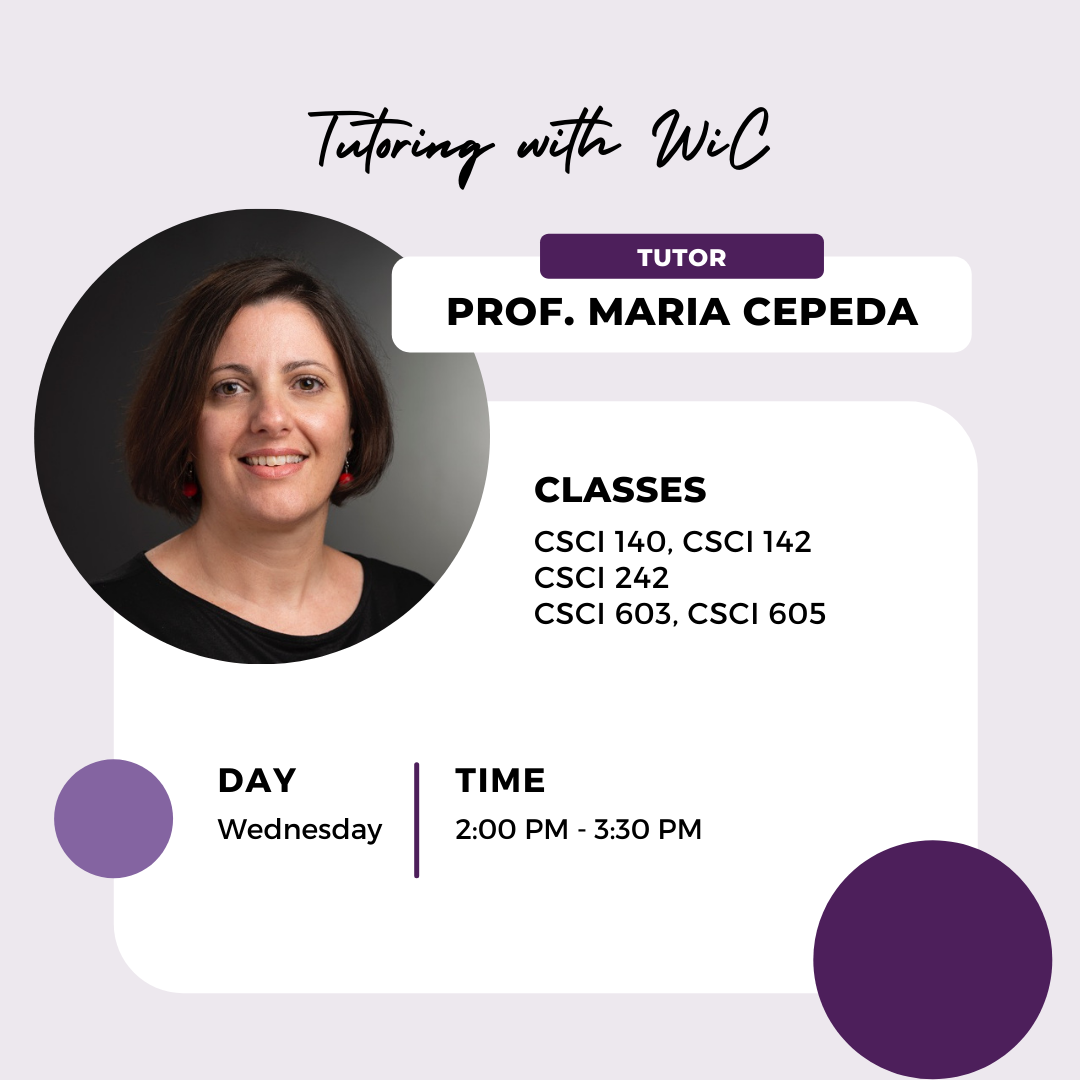 Tutoring with WiC
TUTOR
PROF. MARIA CEPEDA
CLASSES
CSCI 140, CSCI 142
CSCI 242
CSCI 603, CSCI 605
DAY
Wednesday
TIME
2:00 PM - 3:30 PM